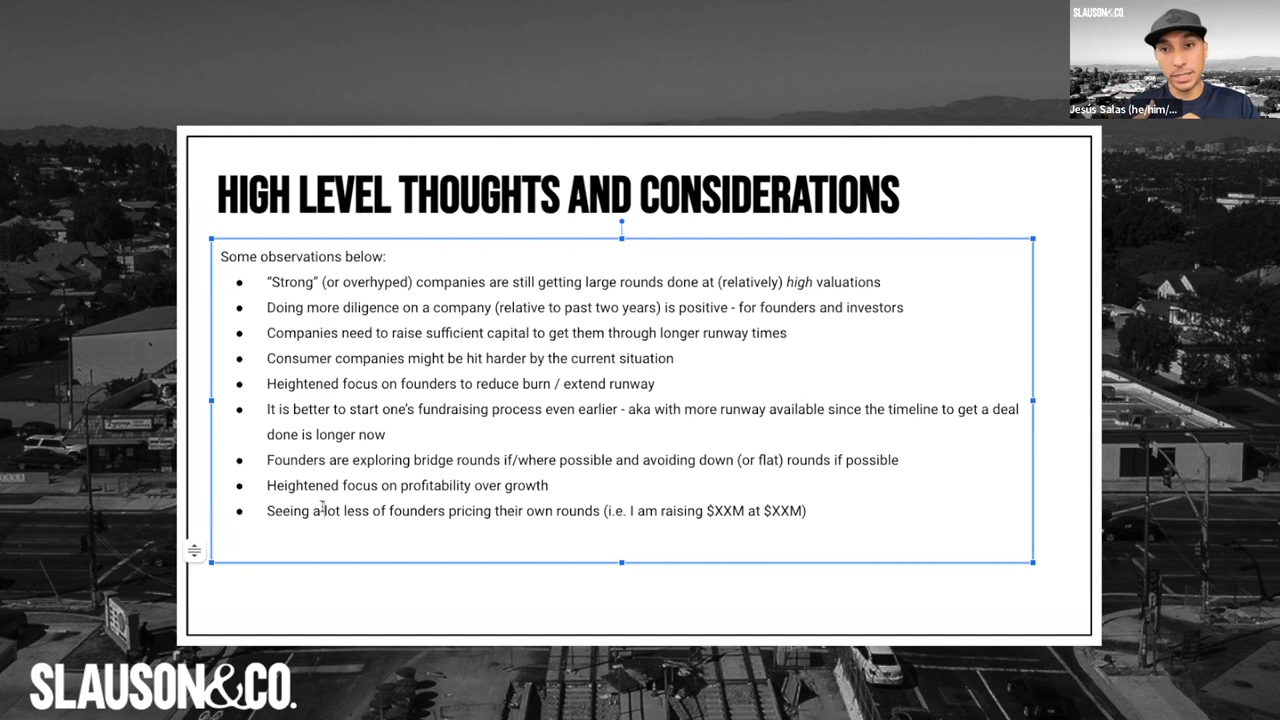 SLAUSON&CO.
Jesús Salas (he/him/...
HIGH LEVEL THOUGHTS AND CONSIDERATIONS
Some observations below:
● “Strong” (or overhyped) companies are still getting large rounds done at (relatively) high valuations
● Doing more diligence on a company (relative to past two years) is positive - for founders and investors
● Companies need to raise sufficient capital to get them through longer runway times
● Consumer companies might be hit harder by the current situation
● Heightened focus on founders to reduce burn / extend runway
● It is better to start one’s fundraising process even earlier - aka with more runway available since the timeline to get a deal
done is longer now
● Founders are exploring bridge rounds if/where possible and avoiding down (or flat) rounds if possible
● Heightened focus on profitability over growth
● Seeing a lot less of founders pricing their own rounds (i.e. I am raising $XXM at $XXM)
SLAUSON&CO.